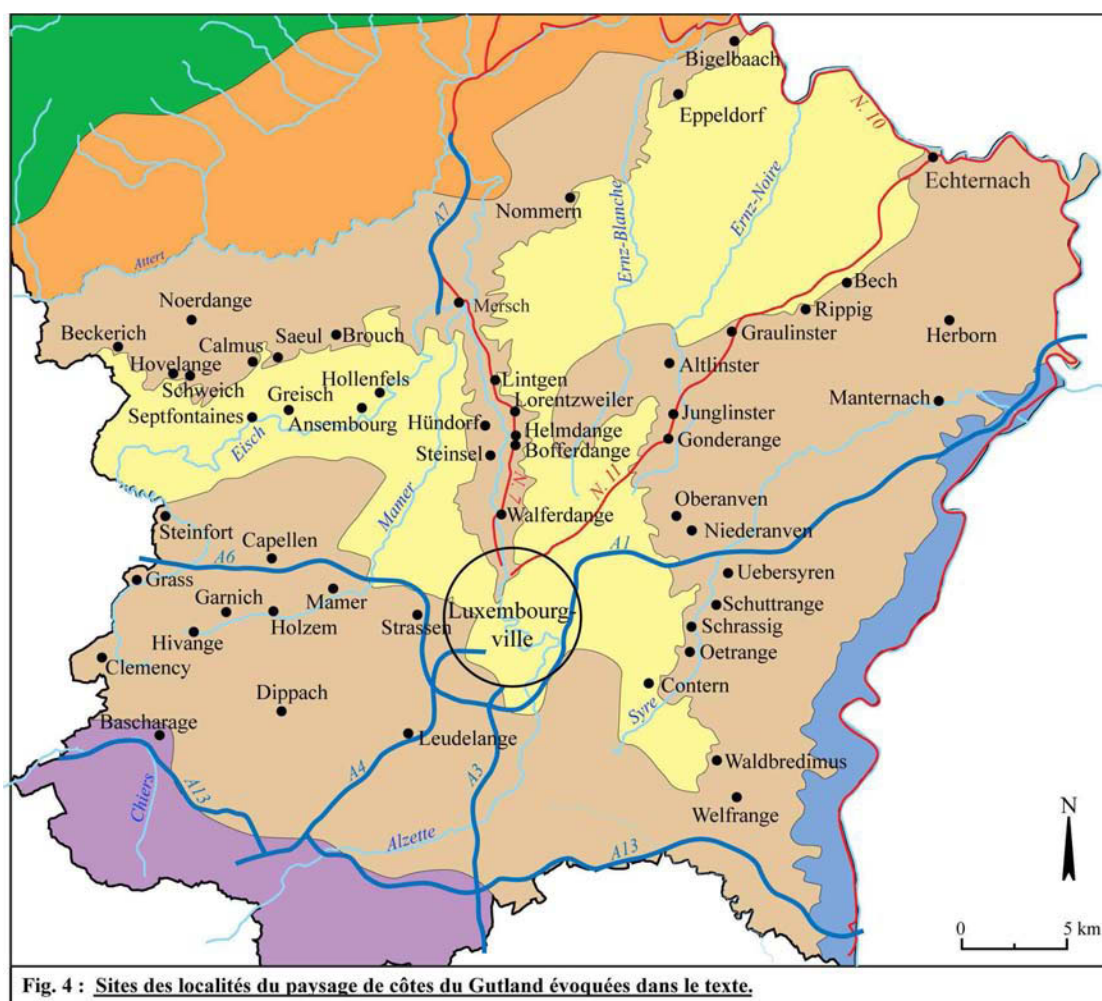 Bigelbaach
Eppeldorf
N. 10
Echternach
A7
Nommern
Ernz-Blanche
Ernz-Noire
Attert
Noerdange
Mersch
Bech
Rippig
Beckerich
Saeul
Brouch
Calmus
Graulinster
Herborn
Hovelange
Schweich
Altlinster
Hollenfels
Lintgen
Greisch
Septfontaines
Ansembourg
Lorentzweiler
Junglinster
Manternach
Eisch
Hündorf
Helmdange
Bofferdange
Gonderange
Steinsel
N. 7
N. 11
Mamer
Steinfort
Walferdange
Oberanven
Niederanven
Capellen
A6
A1
Grass
Uebersyren
Garnich
Mamer
Luxembourg-
ville
Schuttrange
Hivange
Holzem
Strassen
Schrassig
Clemency
Oetrange
Contern
Dippach
Syre
Bascharage
Leudelange
Waldbredimus
Welfrange
Chiers
A13
A4
A3
Alzette
A13
N
0 5 km
Fig. 4 : Sites des localités du paysage de côtes du Gutland évoquées dans le texte.